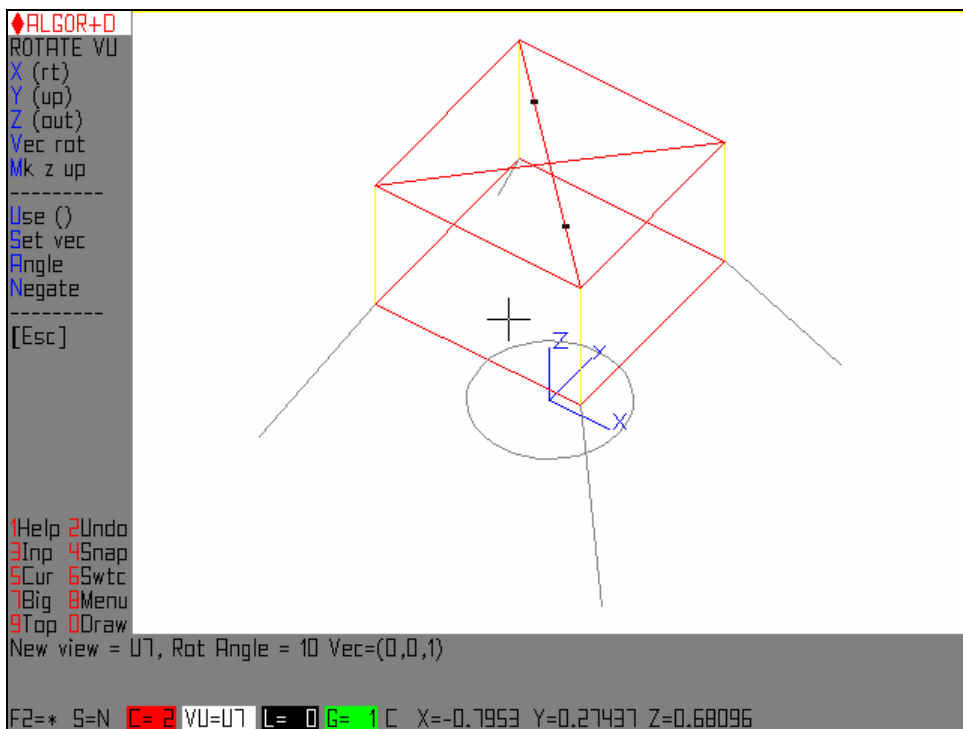 ALGOR+D
ROTATE VU
X (rt)
Y (up)
Z (out)
Vec rot
Mk z up
---------
Use ()
Set vec
Angle
Negate
---------
[Esc]
Z
Y
X
1Help 2Undo
3Inp 4Snap
5Cur 6Swtc
7Big 8Menu
9Top 0Draw
New view = U7, Rot Angle = 10 Vec=(0,0,1)
F2=* S=N C= 2 VU=U7 L= 0 G= 1 C X=-0.7953 Y=0.27437 Z=0.68096